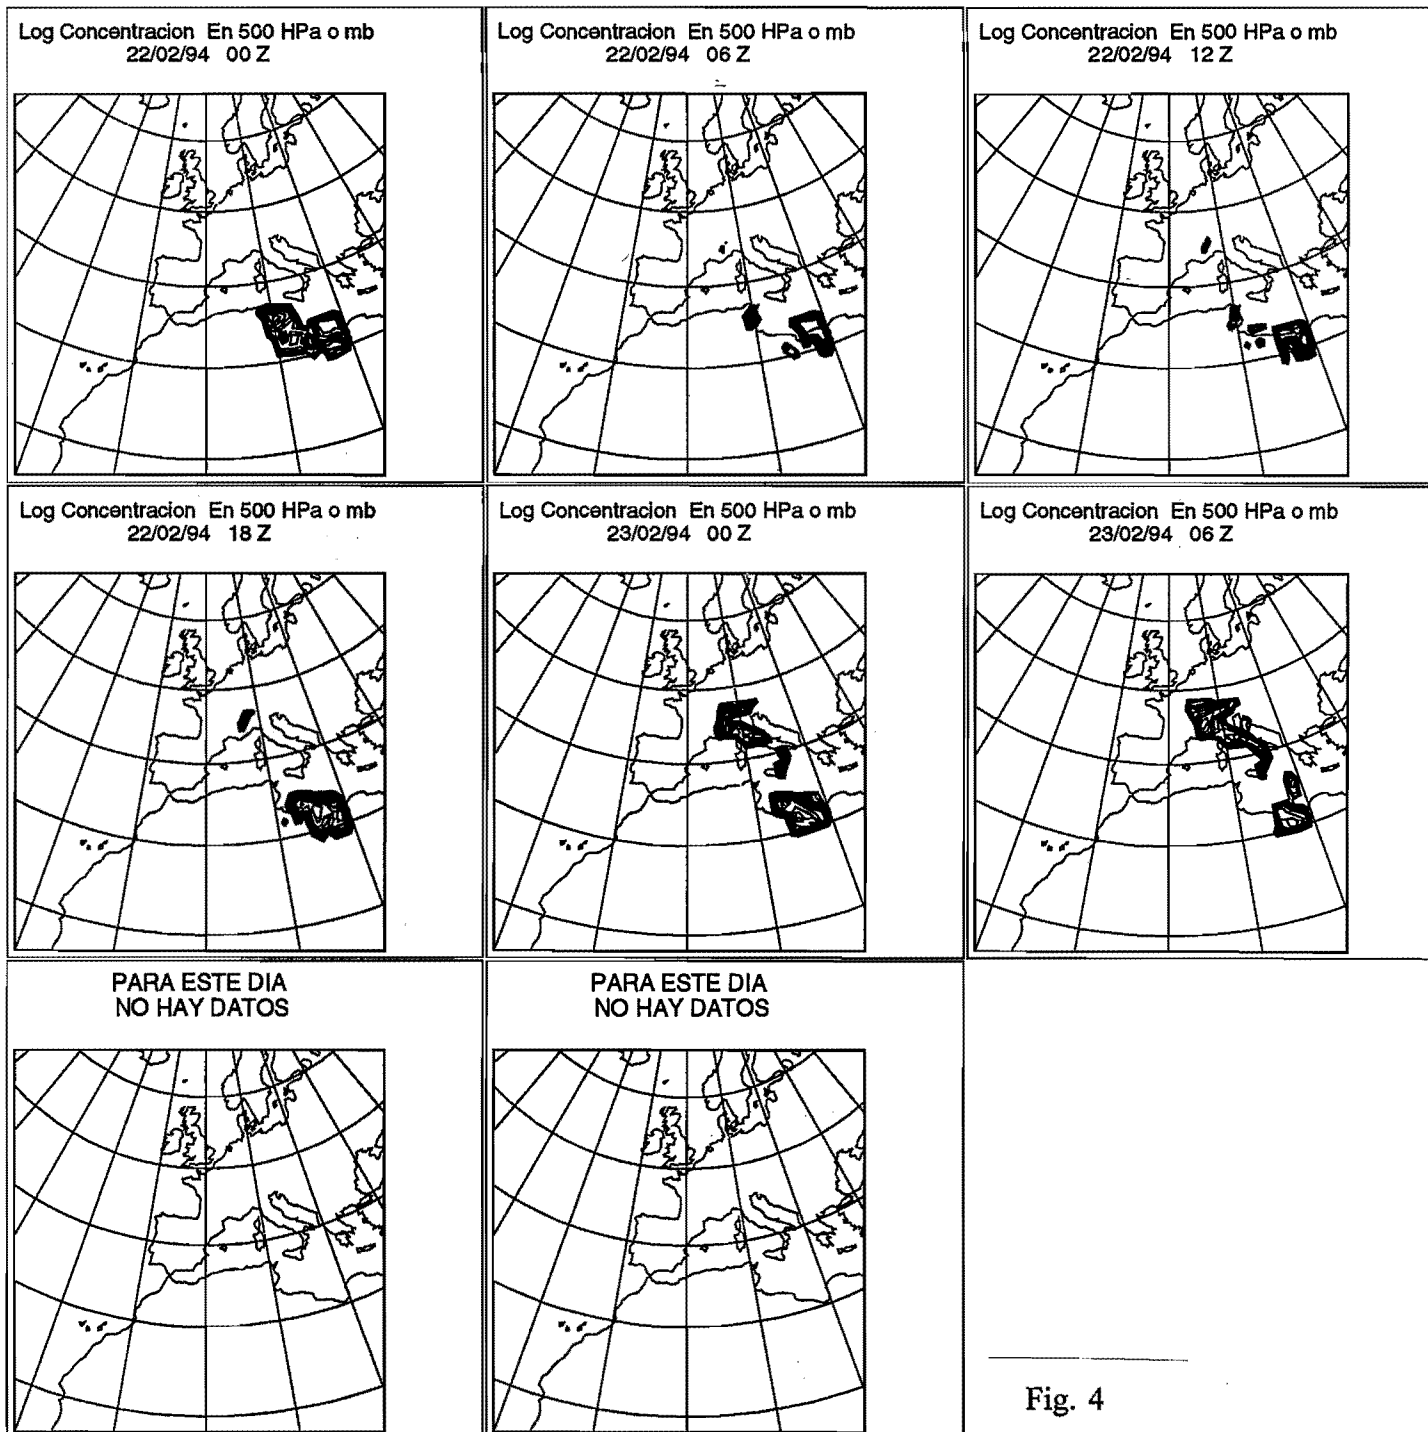 Log Concentracion En 500 HPa o mb
22/02/94 00 Z
Log Concentracion En 500 HPa o mb
22/02/94 06 Z
Log Concentracion En 500 HPa o mb
22/02/94 12 Z
Log Concentracion En 500 HPa o mb
22/02/94 18 Z
Log Concentracion En 500 HPa o mb
23/02/94 00 Z
Log Concentracion En 500 HPa o mb
23/02/94 06 Z
PARA ESTE DIA
NO HAY DATOS
PARA ESTE DIA
NO HAY DATOS
Fig. 4